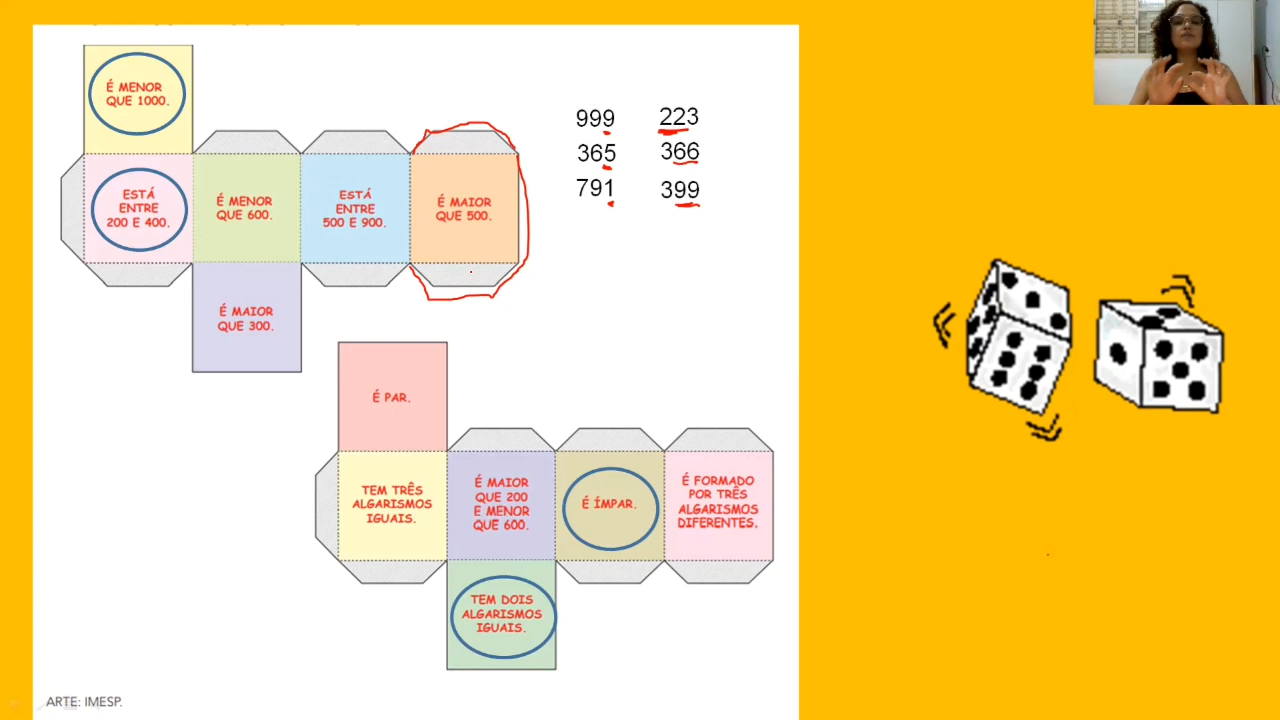 É MENOR
QUE 1000.
ESTÁ
ENTRE
200 E 400.
É MENOR
QUE 600.
ESTÁ
ENTRE
500 E 900.
É MAIOR
QUE 500.
É MAIOR
QUE 300.
999 223
365 366
791 399
É PAR.
TEM TRÊS
ALGARISMOS
IGUAIS.
É MAIOR
QUE 200
E MENOR
QUE 600.
É ÍMPAR.
É FORMADO
POR TRÊS
ALGARISMOS
DIFERENTES.
TEM DOIS
ALGARISMOS
IGUAIS.
ARTE: IMESP.